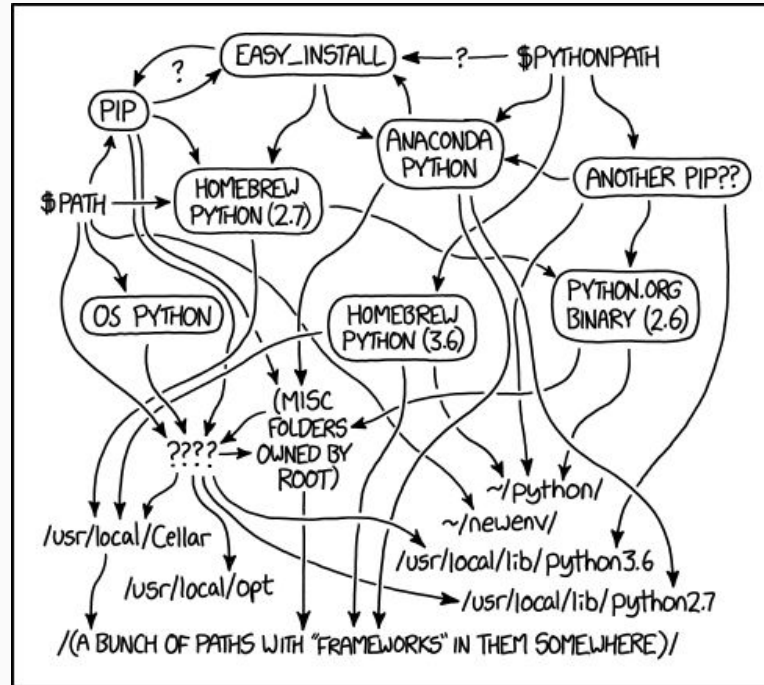 EASY_INSTALL
?
$PYTHONPATH
?
PIP
ANACONDA
PYTHON
ANOTHER PIP??
HOMEBREW
PYTHON (2.7)
$PATH
OS PYTHON
HOMEBREW
PYTHON (3.6)
PYTHON.ORG
BINARY (2.6)
(MISC
FOLDERS
OWNED BY
ROOT)
????
~/python/
~/newenv/
/usr/local/Cellar
/usr/local/lib/python3.6
/usr/local/opt
/usr/local/lib/python2.7
/(A BUNCH OF PATHS WITH "FRAMEWORKS" IN THEM SOMEWHERE)/